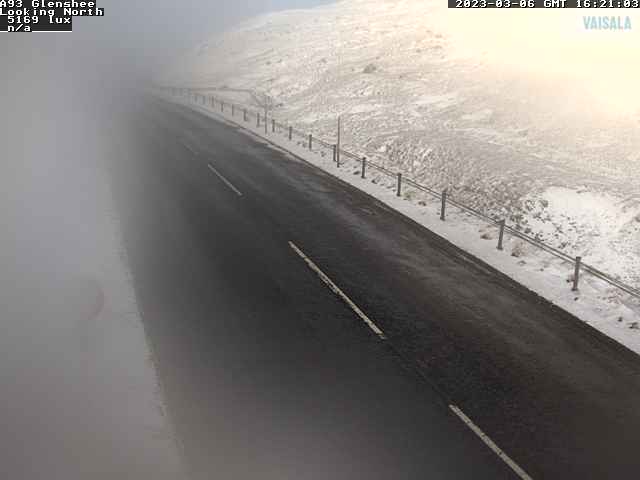 A93 Glenshee
Looking North
5169 lux
n/a
2023-03-06 GMT 16:21:03
VAISALA